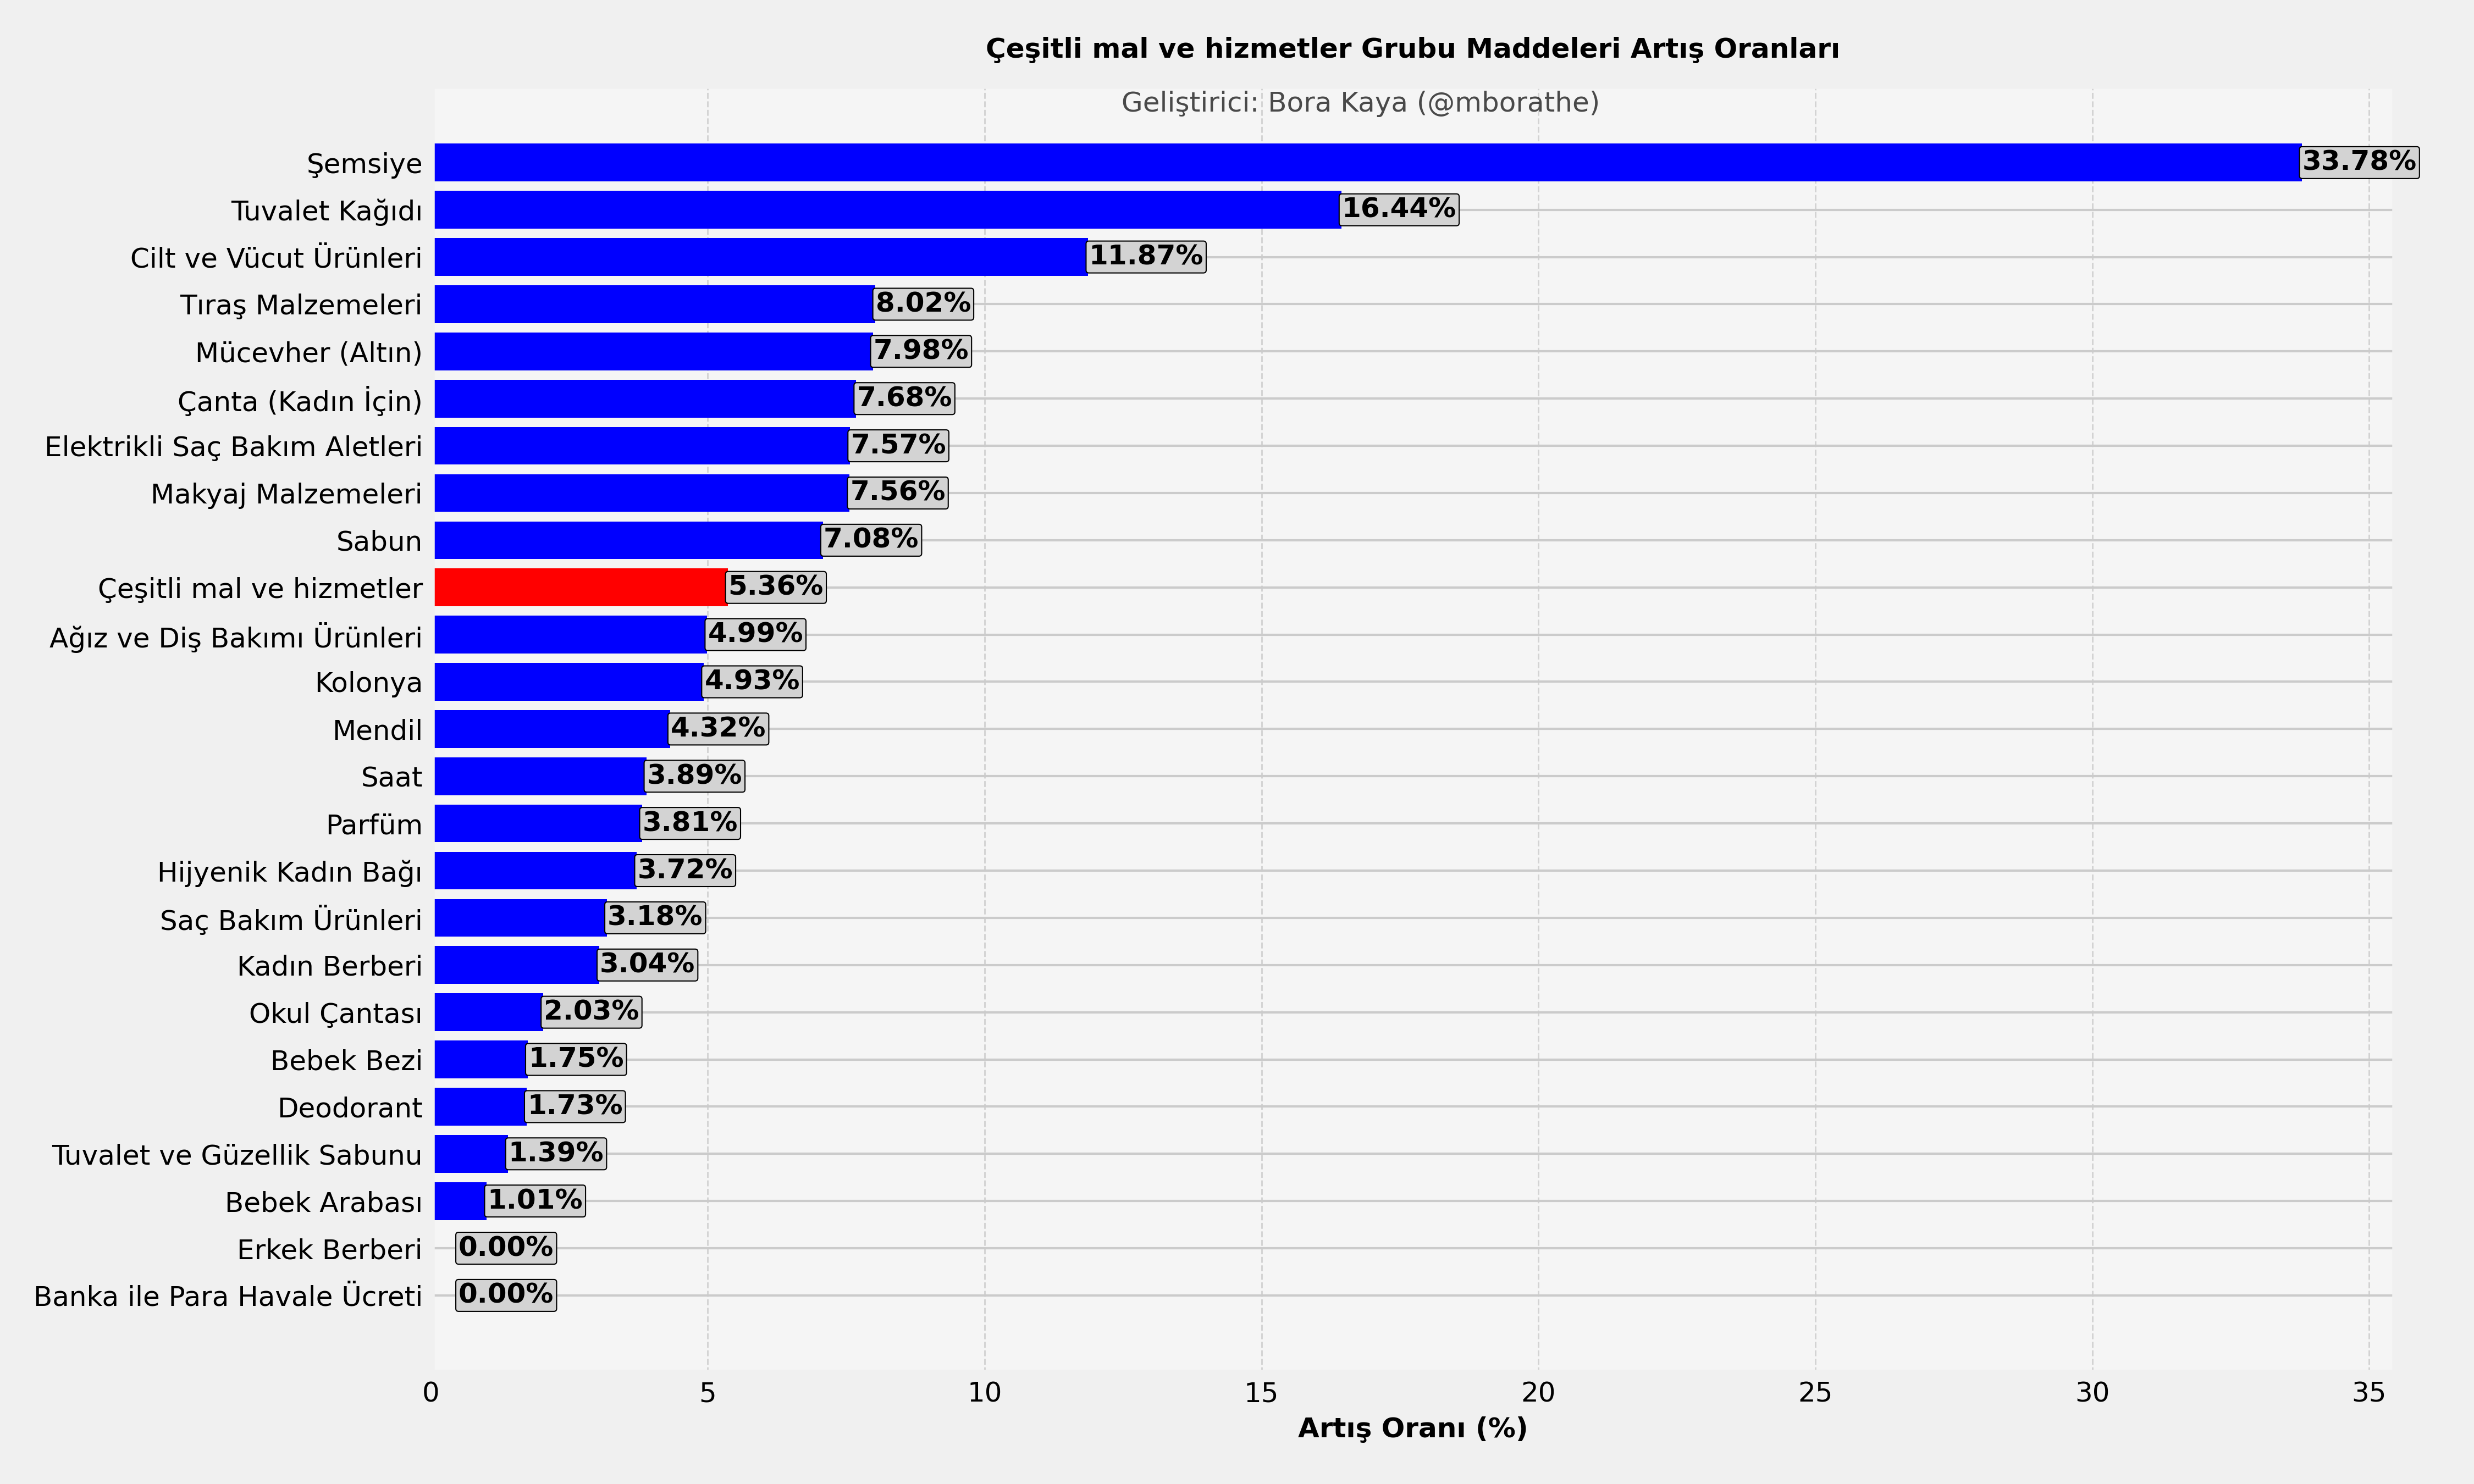 Çeşitli mal ve hizmetler Grubu Maddeleri Artış Oranları
Geliştirici: Bora Kaya (@mborathe)
Şemsiye 33.78%
Tuvalet Kağıdı 16.44%
Cilt ve Vücut Ürünleri 11.87%
Tıraş Malzemeleri 8.02%
Mücevher (Altın) 7.98%
Çanta (Kadın İçin) 7.68%
Elektrikli Saç Bakım Aletleri 7.57%
Makyaj Malzemeleri 7.56%
Sabun 7.08%
Çeşitli mal ve hizmetler 5.36%
Ağız ve Diş Bakımı Ürünleri 4.99%
Kolonya 4.93%
Mendil 4.32%
Saat 3.89%
Parfüm 3.81%
Hijyenik Kadın Bağı 3.72%
Saç Bakım Ürünleri 3.18%
Kadın Berberi 3.04%
Okul Çantası 2.03%
Bebek Bezi 1.75%
Deodorant 1.73%
Tuvalet ve Güzellik Sabunu 1.39%
Bebek Arabası 1.01%
Erkek Berberi 0.00%
Banka ile Para Havale Ücreti 0.00%
0 5 10 15 20 25 30 35
Artış Oranı (%)